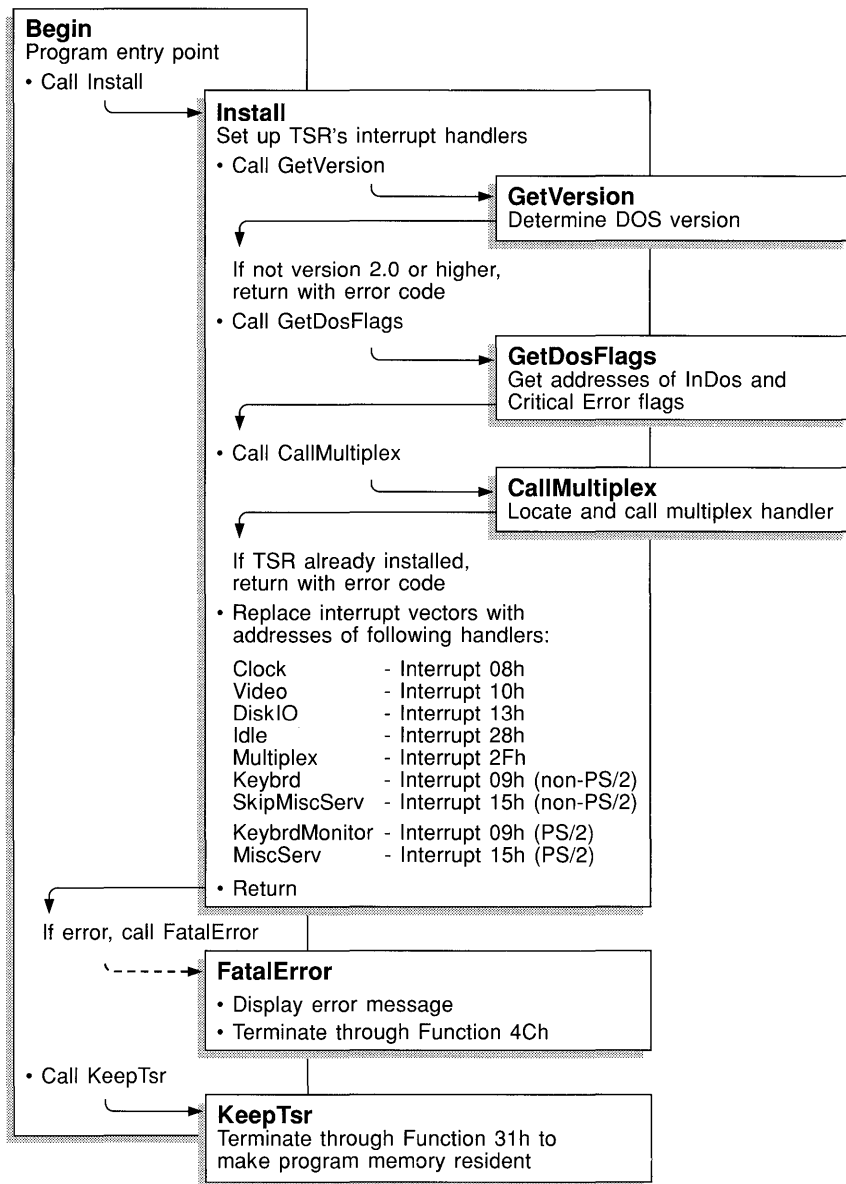 Begin
Program entry point
• Call Install
Install
Set up TSR's interrupt handlers
• Call GetVersion
GetVersion
Determine DOS version
If not version 2.0 or higher,
return with error code
• Call GetDosFlags
GetDosFlags
Get addresses of InDos and
Critical Error flags
• Call CallMultiplex
CallMultiplex
Locate and call multiplex handler
If TSR already installed,
return with error code
• Replace interrupt vectors with
addresses of following handlers:
Clock - Interrupt 08h
Video - Interrupt 10h
DiskIO - Interrupt 13h
Idle - Interrupt 28h
Multiplex - Interrupt 2Fh
Keybrd - Interrupt 09h (non-PS/2)
SkipMiscServ - Interrupt 15h (non-PS/2)
KeybrdMonitor - Interrupt 09h (PS/2)
MiscServ - Interrupt 15h (PS/2)
• Return
If error, call FatalError
FatalError
• Display error message
• Terminate through Function 4Ch
• Call KeepTsr
KeepTsr
Terminate through Function 31h to
make program memory resident